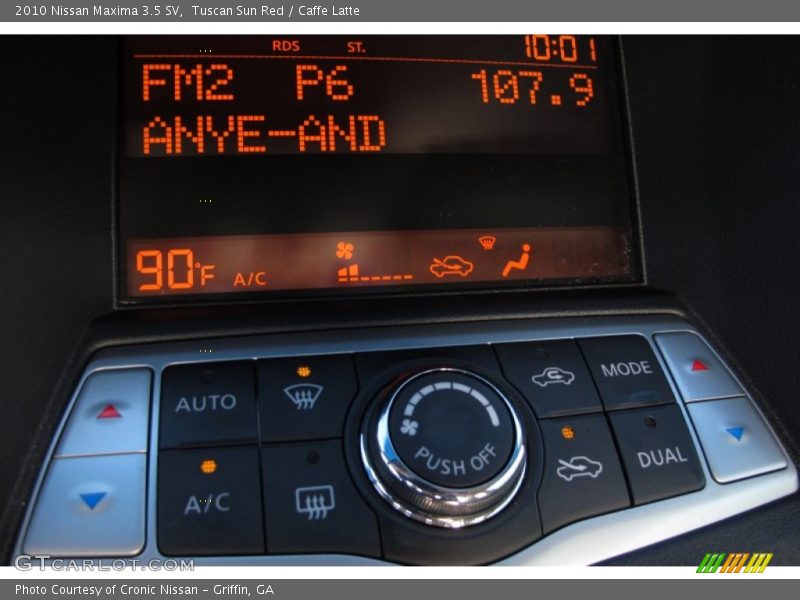 2010 Nissan Maxima 3.5 SV, Tuscan Sun Red / Caffe Latte
RDS ST. 10:01
FM2 P6 107.9
ANYE-AND
90°F A/C
AUTO
MODE
PUSH OFF
A/C
DUAL
GTCARLOT.COM
Photo Courtesy of Cronic Nissan - Griffin, GA